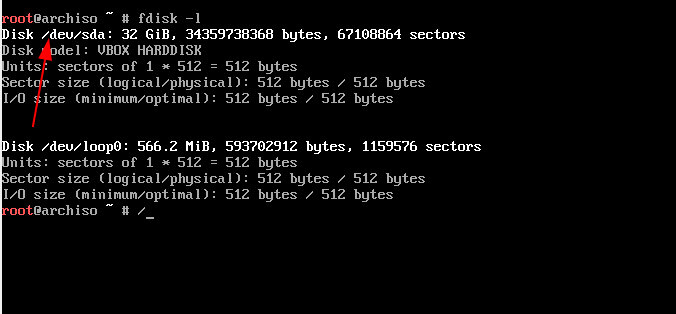 root@archiso ~ # fdisk -l
Disk /dev/sda: 32 GiB, 34359738368 bytes, 67108864 sectors
Disk model: VBOX HARDDISK
Units: sectors of 1 * 512 = 512 bytes
Sector size (logical/physical): 512 bytes / 512 bytes
I/O size (minimum/optimal): 512 bytes / 512 bytes
Disk /dev/loop0: 566.2 MiB, 593702912 bytes, 1159576 sectors
Units: sectors of 1 * 512 = 512 bytes
Sector size (logical/physical): 512 bytes / 512 bytes
I/O size (minimum/optimal): 512 bytes / 512 bytes
root@archiso ~ # /_